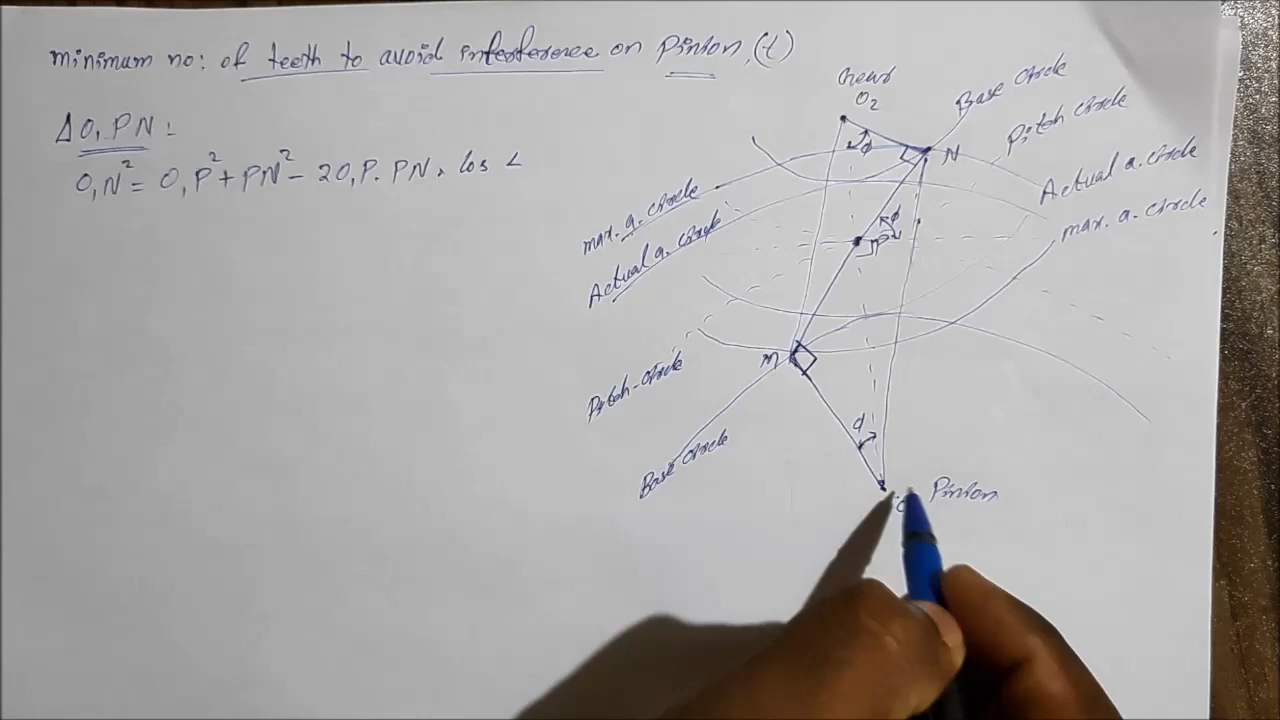 minimum no: of teeth to avoid interference on Pinion, (t)
Δ O₁PN :
O₁N² = O₁P² + PN² - 2O₁P. PN. cos ∠
Gear
O₂
Base circle
Pitch circle
N
Actual a. circle
max. a. circle
max. a. circle
Actual a. circle
ϕ
ϕ
P
M
Pitch-circle
Base circle
ϕ
Pinion